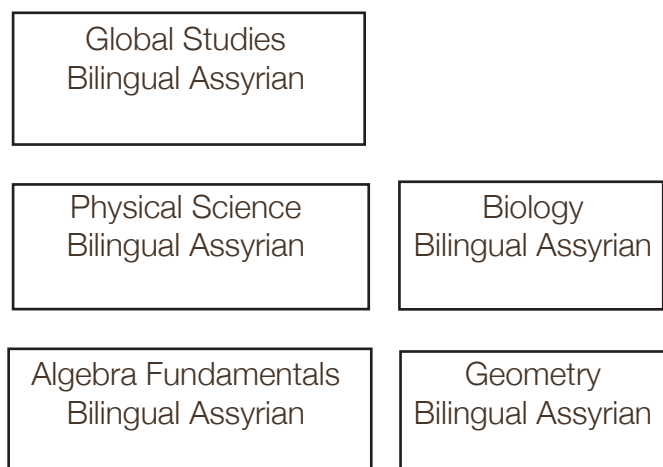 Global Studies
Bilingual Assyrian
Physical Science
Bilingual Assyrian
Biology
Bilingual Assyrian
Algebra Fundamentals
Bilingual Assyrian
Geometry
Bilingual Assyrian